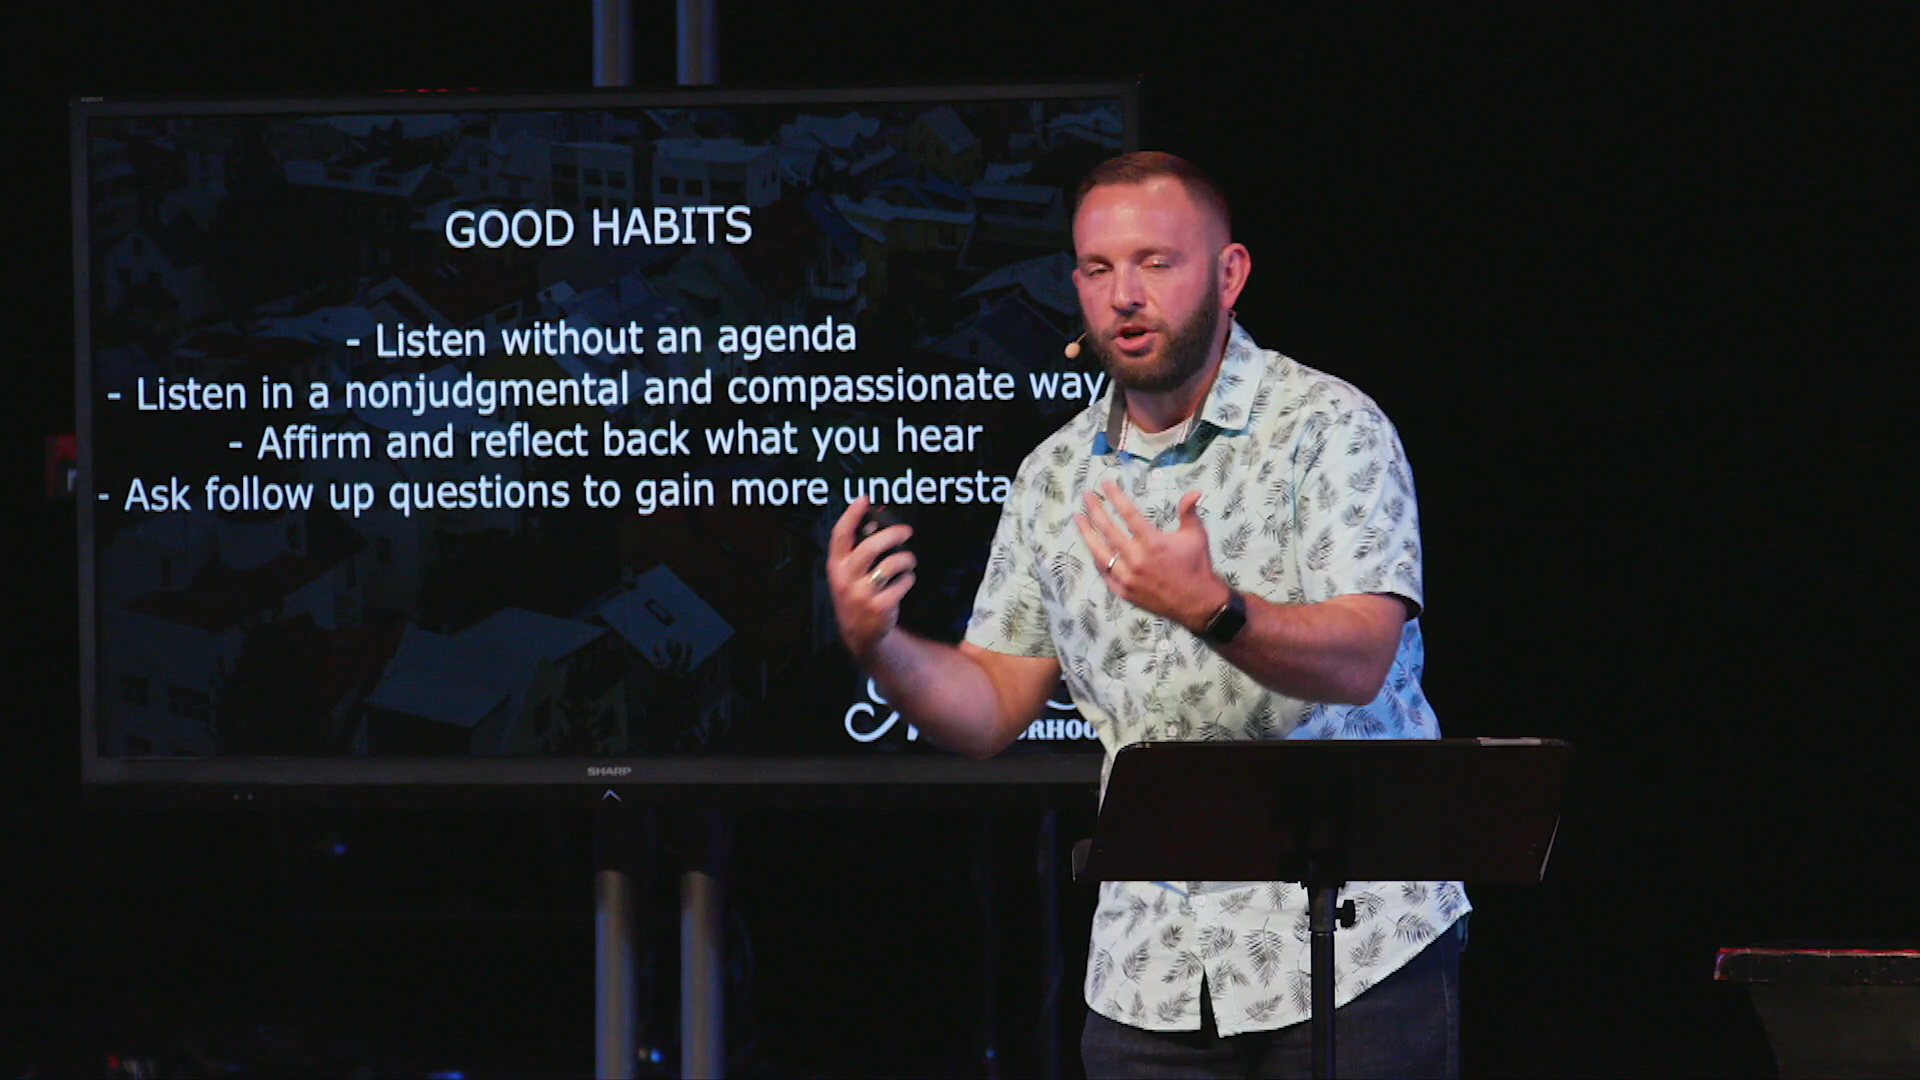 GOOD HABITS
- Listen without an agenda
- Listen in a nonjudgmental and compassionate way
- Affirm and reflect back what you hear
- Ask follow up questions to gain more understa
ORHOO
SHARP